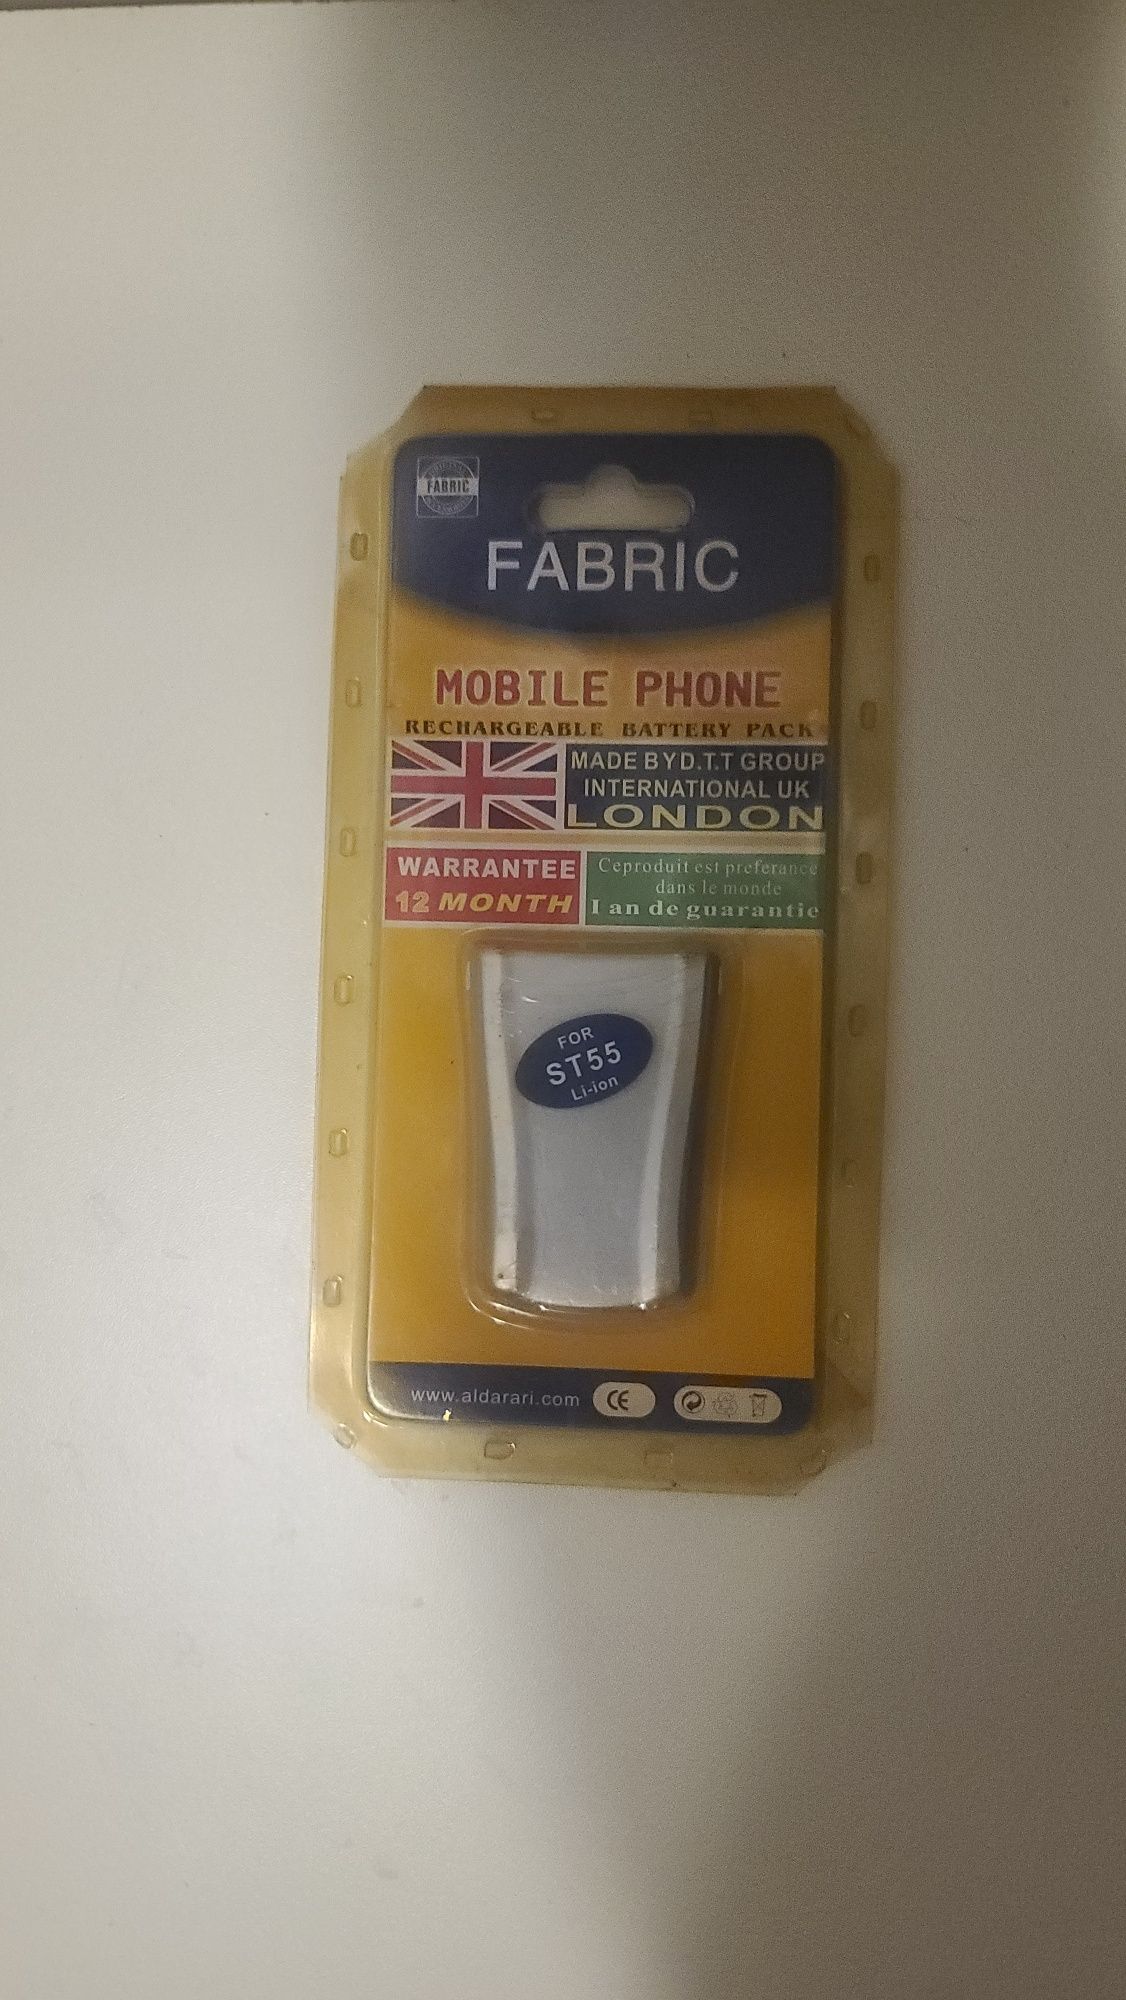 FABRIC
FABRIC
MOBILE PHONE
RECHARGEABLE BATTERY PACK
MADE BYD.T.T GROUP
INTERNATIONAL UK
LONDON
WARRANTEE
12 MONTH
Ceproduit est preferance
dans le monde
1 an de guarantie
FOR
ST55
Li-ion
www.aldarari.com
CE